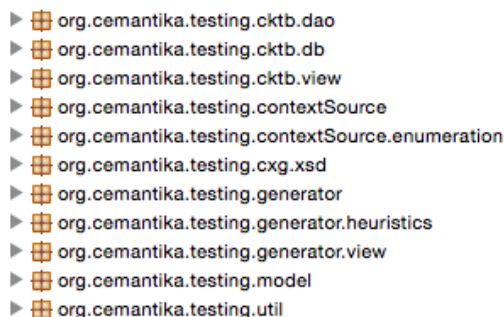 org.cemantika.testing.cktb.dao
org.cemantika.testing.cktb.db
org.cemantika.testing.cktb.view
org.cemantika.testing.contextSource
org.cemantika.testing.contextSource.enumeration
org.cemantika.testing.cxg.xsd
org.cemantika.testing.generator
org.cemantika.testing.generator.heuristics
org.cemantika.testing.generator.view
org.cemantika.testing.model
org.cemantika.testing.util